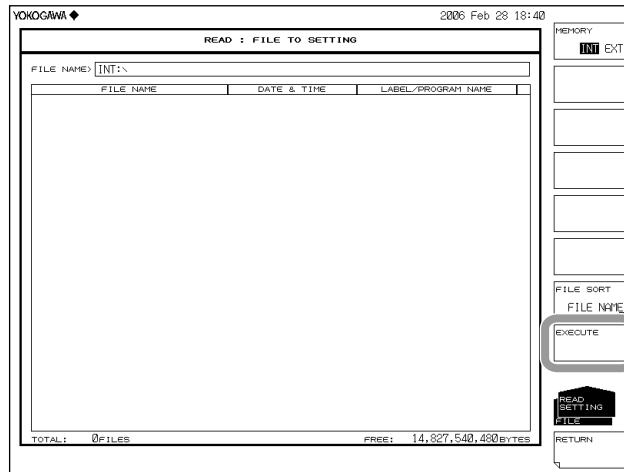 YOKOGAWA ◆ 2006 Feb 28 18:40
READ : FILE TO SETTING
FILE NAME> INT:\
FILE NAME DATE & TIME LABEL/PROGRAM NAME
TOTAL: 0FILES FREE: 14,827,540,480BYTES
MEMORY
INT EXT
FILE SORT
FILE NAME
EXECUTE
READ
SETTING
FILE
RETURN